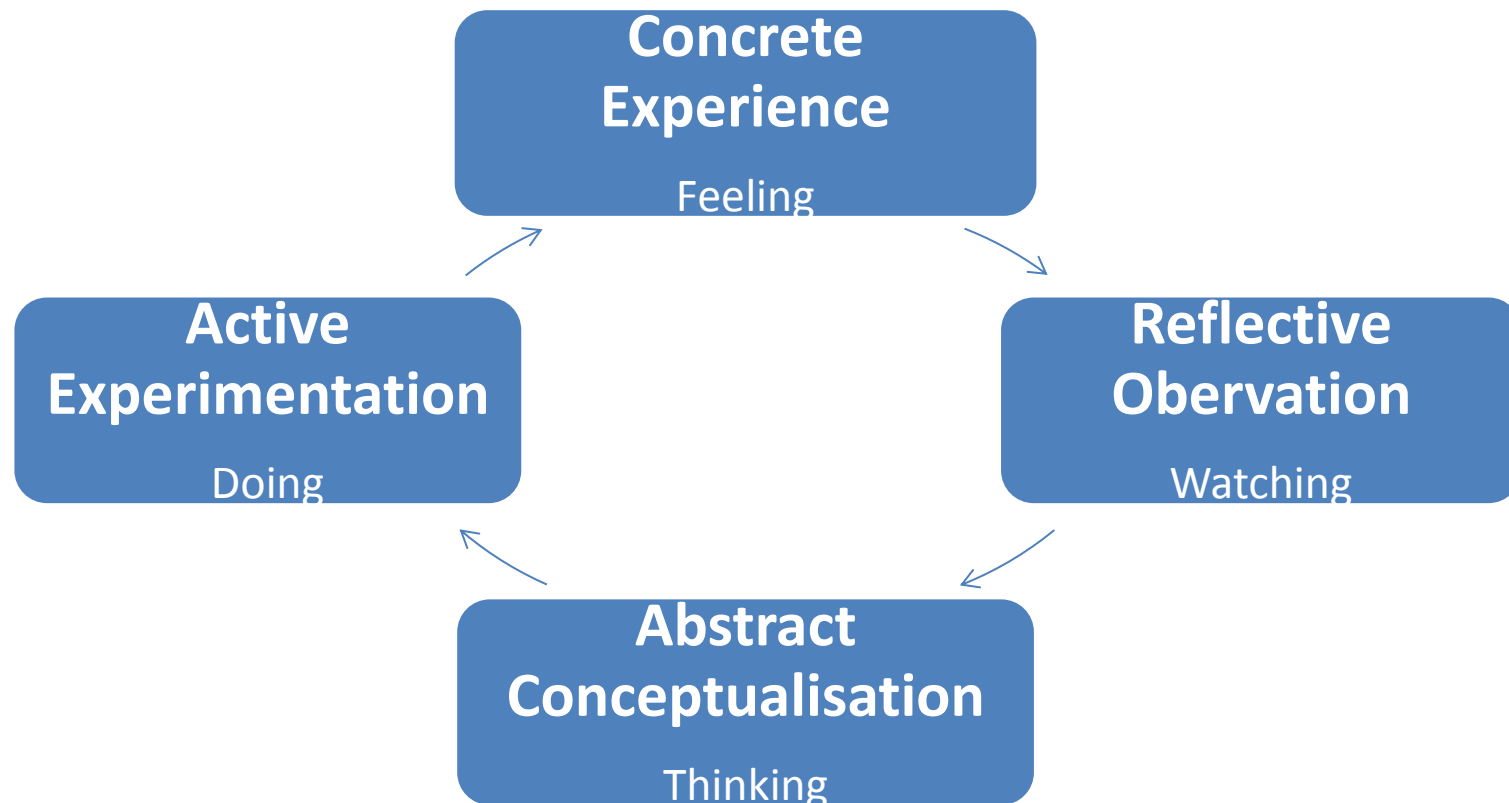 Concrete
Experience
Feeling
Active
Experimentation
Doing
Reflective
Obervation
Watching
Abstract
Conceptualisation
Thinking